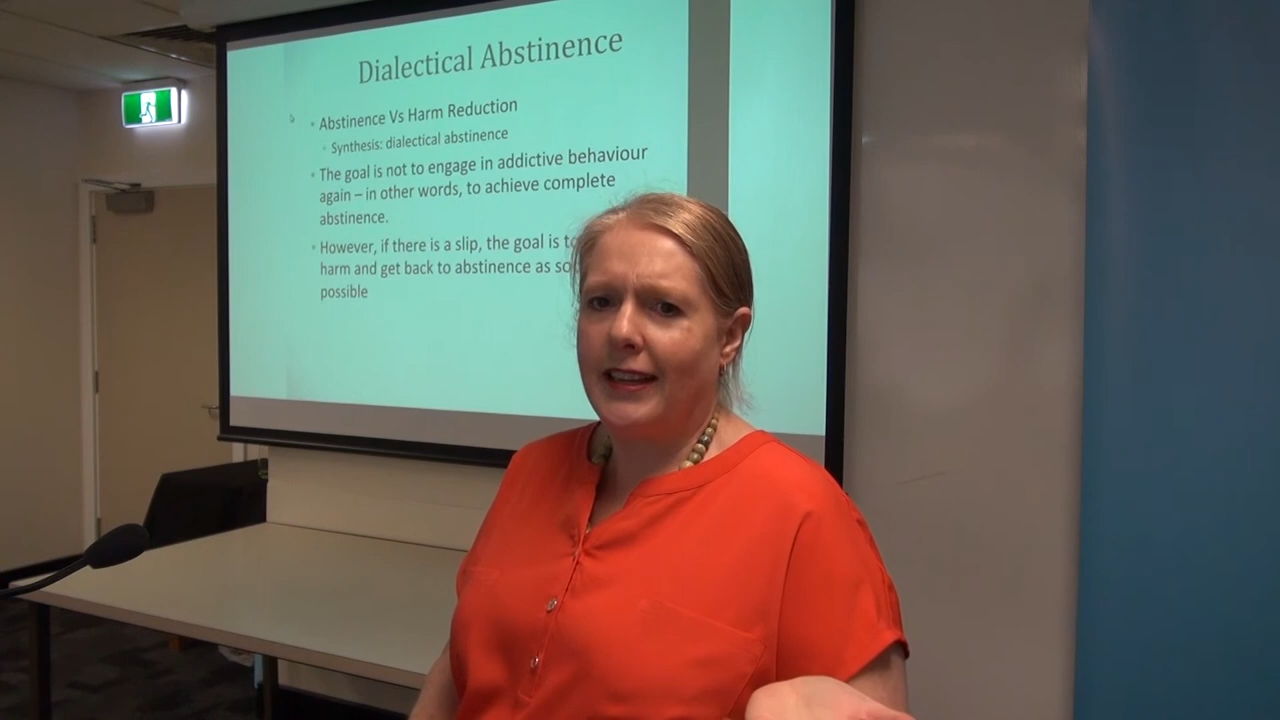 Dialectical Abstinence
Abstinence Vs Harm Reduction
Synthesis: dialectical abstinence
The goal is not to engage in addictive behaviour
again – in other words, to achieve complete
abstinence.
However, if there is a slip, the goal is
harm and get back to abstinence as
possible